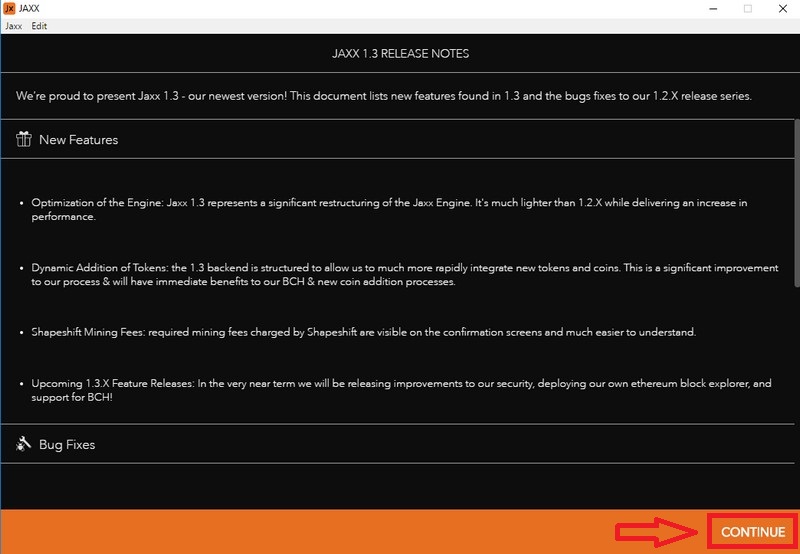 Jx JAXX
Jaxx Edit
JAXX 1.3 RELEASE NOTES
We're proud to present Jaxx 1.3 - our newest version! This document lists new features found in 1.3 and the bugs fixes to our 1.2.X release series.
New Features
• Optimization of the Engine: Jaxx 1.3 represents a significant restructuring of the Jaxx Engine. It's much lighter than 1.2.X while delivering an increase in
performance.
• Dynamic Addition of Tokens: the 1.3 backend is structured to allow us to much more rapidly integrate new tokens and coins. This is a significant improvement
to our process & will have immediate benefits to our BCH & new coin addition processes.
• Shapeshift Mining Fees: required mining fees charged by Shapeshift are visible on the confirmation screens and much easier to understand.
• Upcoming 1.3.X Feature Releases: In the very near term we will be releasing improvements to our security, deploying our own ethereum block explorer, and
support for BCH!
Bug Fixes
CONTINUE